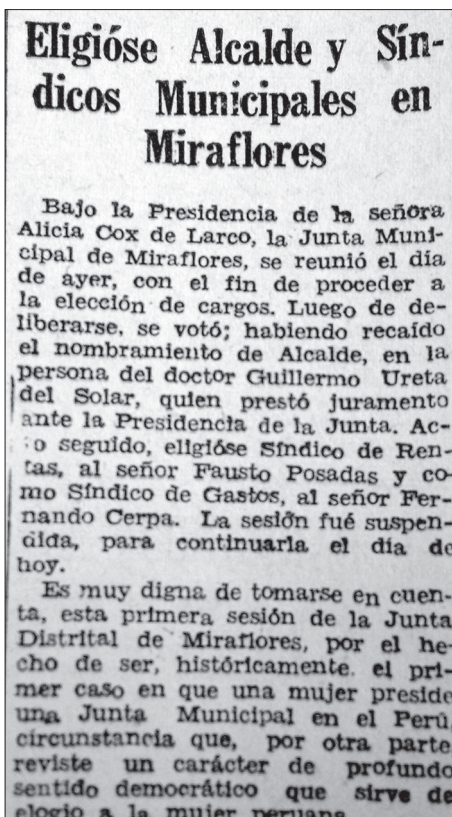 Eligióse Alcalde y Sín-
dicos Municipales en
Miraflores
Bajo la Presidencia de la señora
Alicia Cox de Larco, la Junta Muni-
cipal de Miraflores, se reunió el día
de ayer, con el fin de proceder a
la elección de cargos. Luego de de-
liberarse, se votó; habiendo recaído
el nombramiento de Alcalde, en la
persona del doctor Guillermo Ureta
del Solar, quien prestó juramento
ante la Presidencia de la Junta. Ac-
to seguido, eligióse Síndico de Ren-
tas, al señor Fausto Posadas y co-
mo Síndico de Gastos, al señor Fer-
nando Cerpa. La sesión fué suspen-
dida, para continuarla el día de
hoy.
Es muy digna de tomarse en cuen-
ta, esta primera sesión de la Junta
Distrital de Miraflores, por el he-
cho de ser, históricamente. el pri-
mer caso en que una mujer preside
una Junta Municipal en el Perú,
circunstancia que, por otra parte
reviste un carácter de profundo
sentido democrático que sirve de
elogio a la mujer peruana